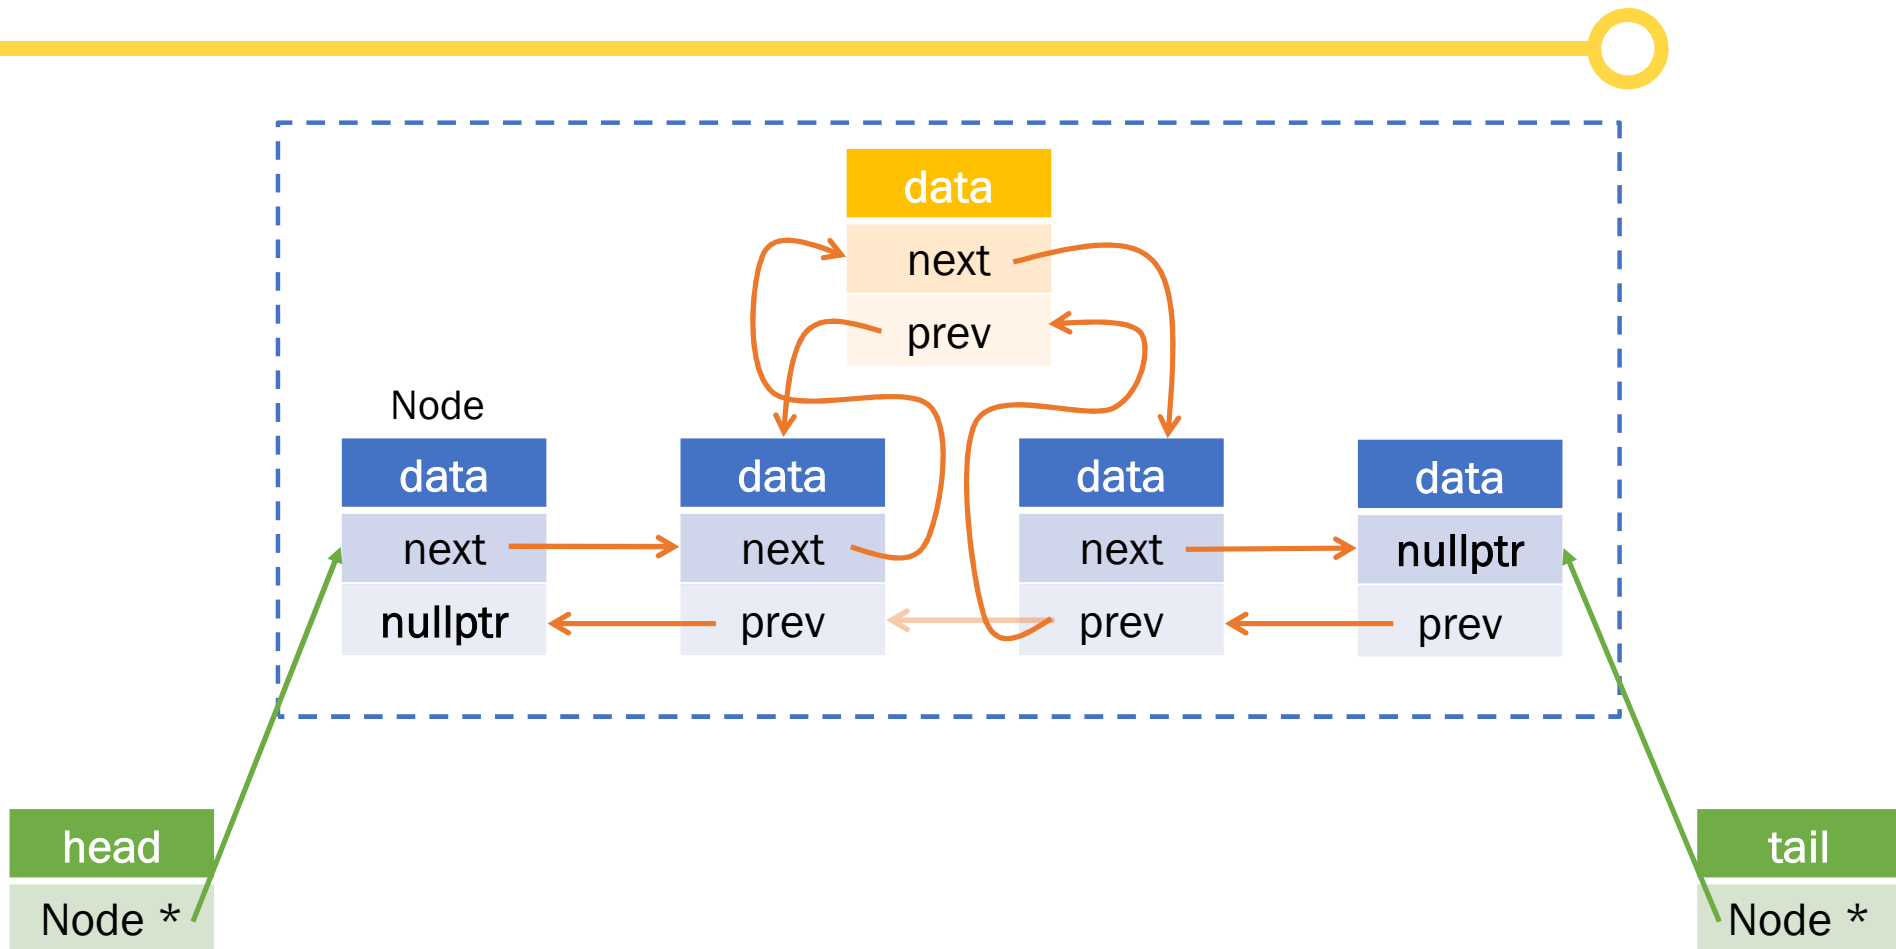 data
next
prev
Node
data
next
nullptr
data
next
prev
data
next
prev
data
nullptr
prev
head
Node *
tail
Node *